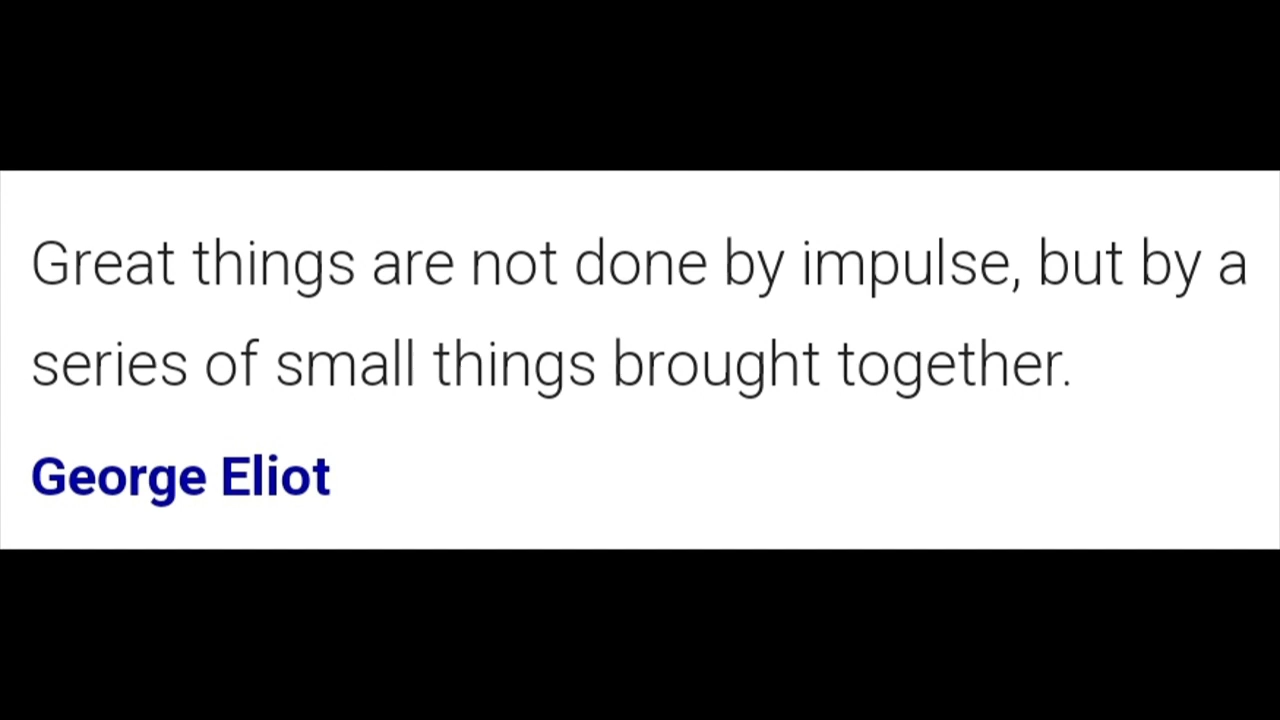 Great things are not done by impulse, but by a
series of small things brought together.
George Eliot